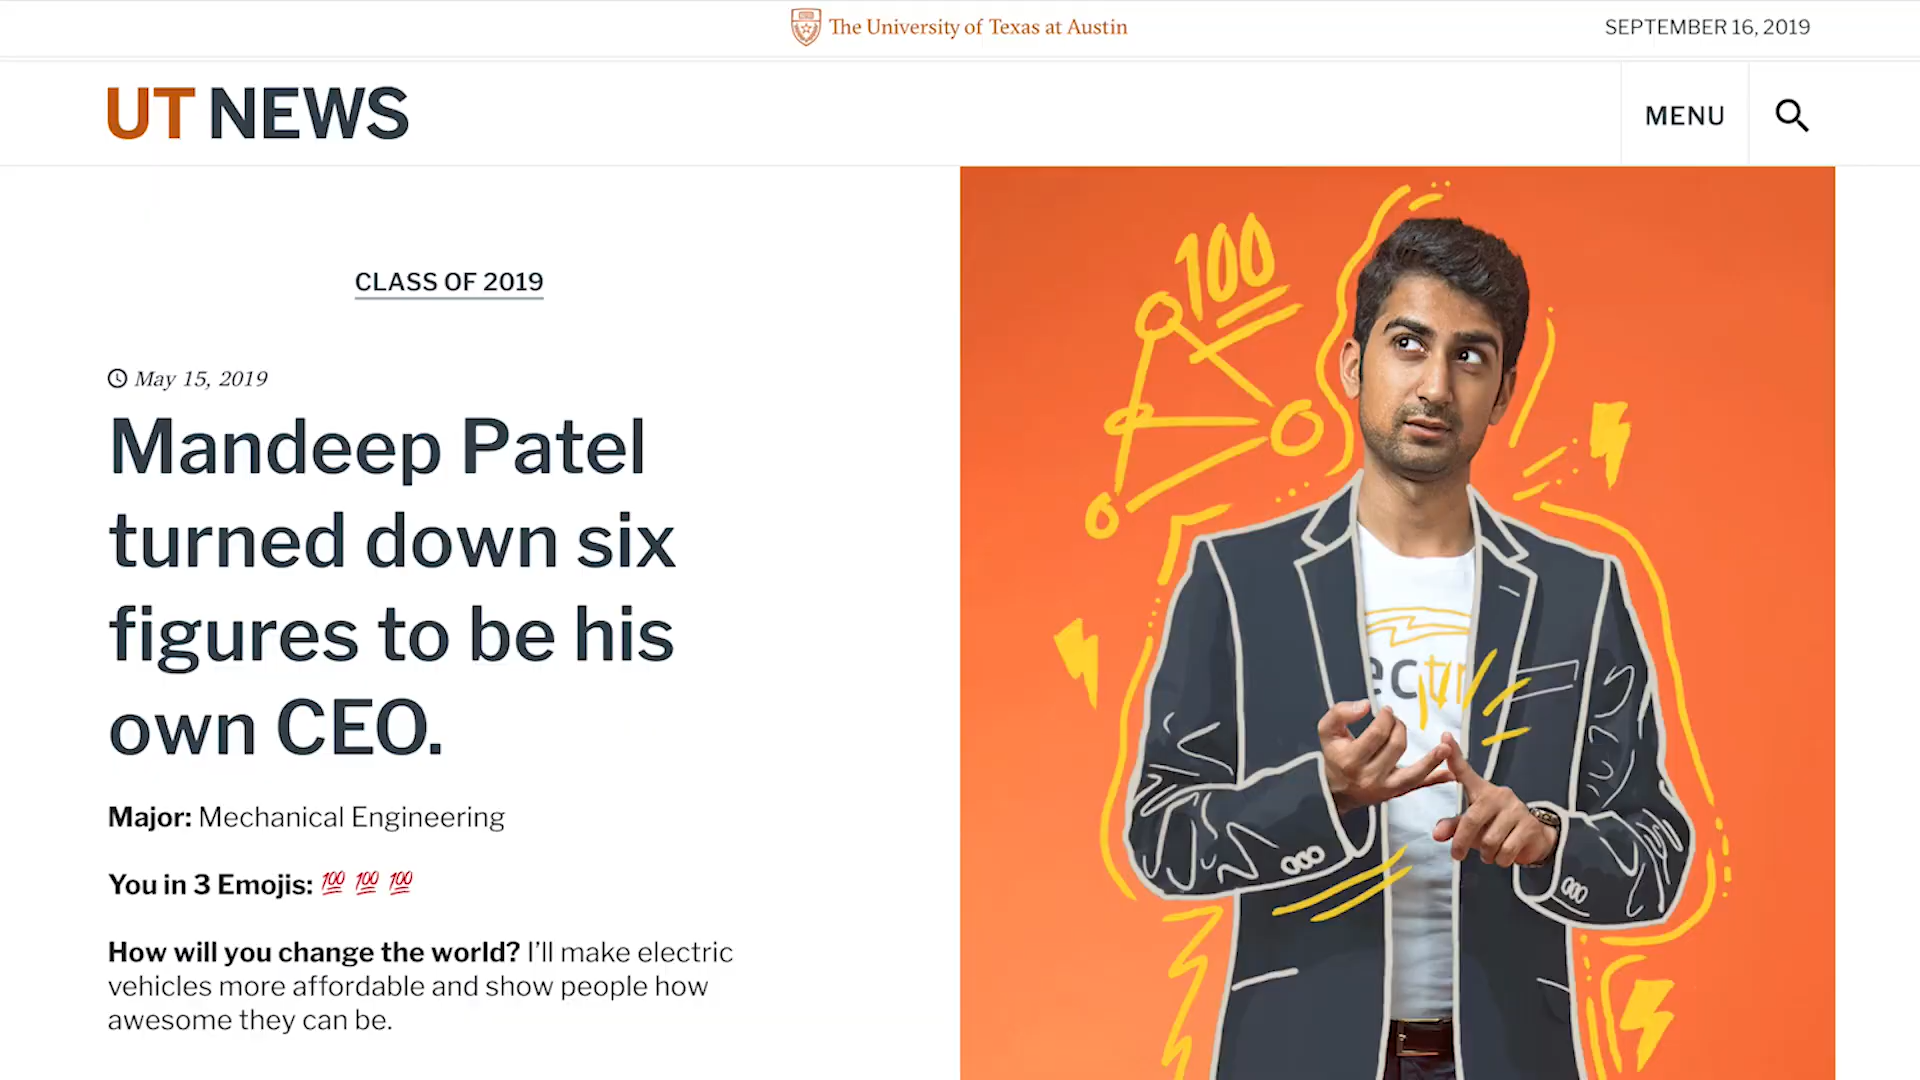 The University of Texas at Austin
SEPTEMBER 16, 2019
UT NEWS
MENU
CLASS OF 2019
May 15, 2019
Mandeep Patel
turned down six
figures to be his
own CEO.
Major: Mechanical Engineering
You in 3 Emojis: 💯 💯 💯
How will you change the world? I’ll make electric
vehicles more affordable and show people how
awesome they can be.
100